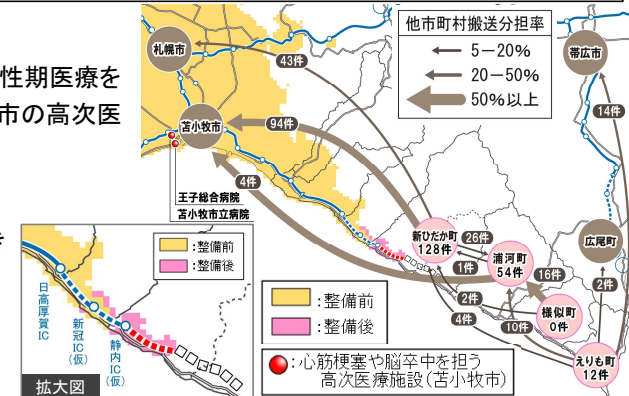 性期医療を
市の高次医
き
他市町村搬送分担率
5－20%
20－50%
50%以上
札幌市
帯広市
苫小牧市
広尾町
王子総合病院
苫小牧市立病院
43件
94件
4件
14件
新ひだか町
128件
26件
1件
浦河町
54件
16件
2件
様似町
0件
2件
4件
10件
えりも町
12件
：整備前
：整備後
日高厚賀IC
新冠IC(仮)
静内IC(仮)
拡大図
：整備前
：整備後
：心筋梗塞や脳卒中を担う
高次医療施設（苫小牧市）